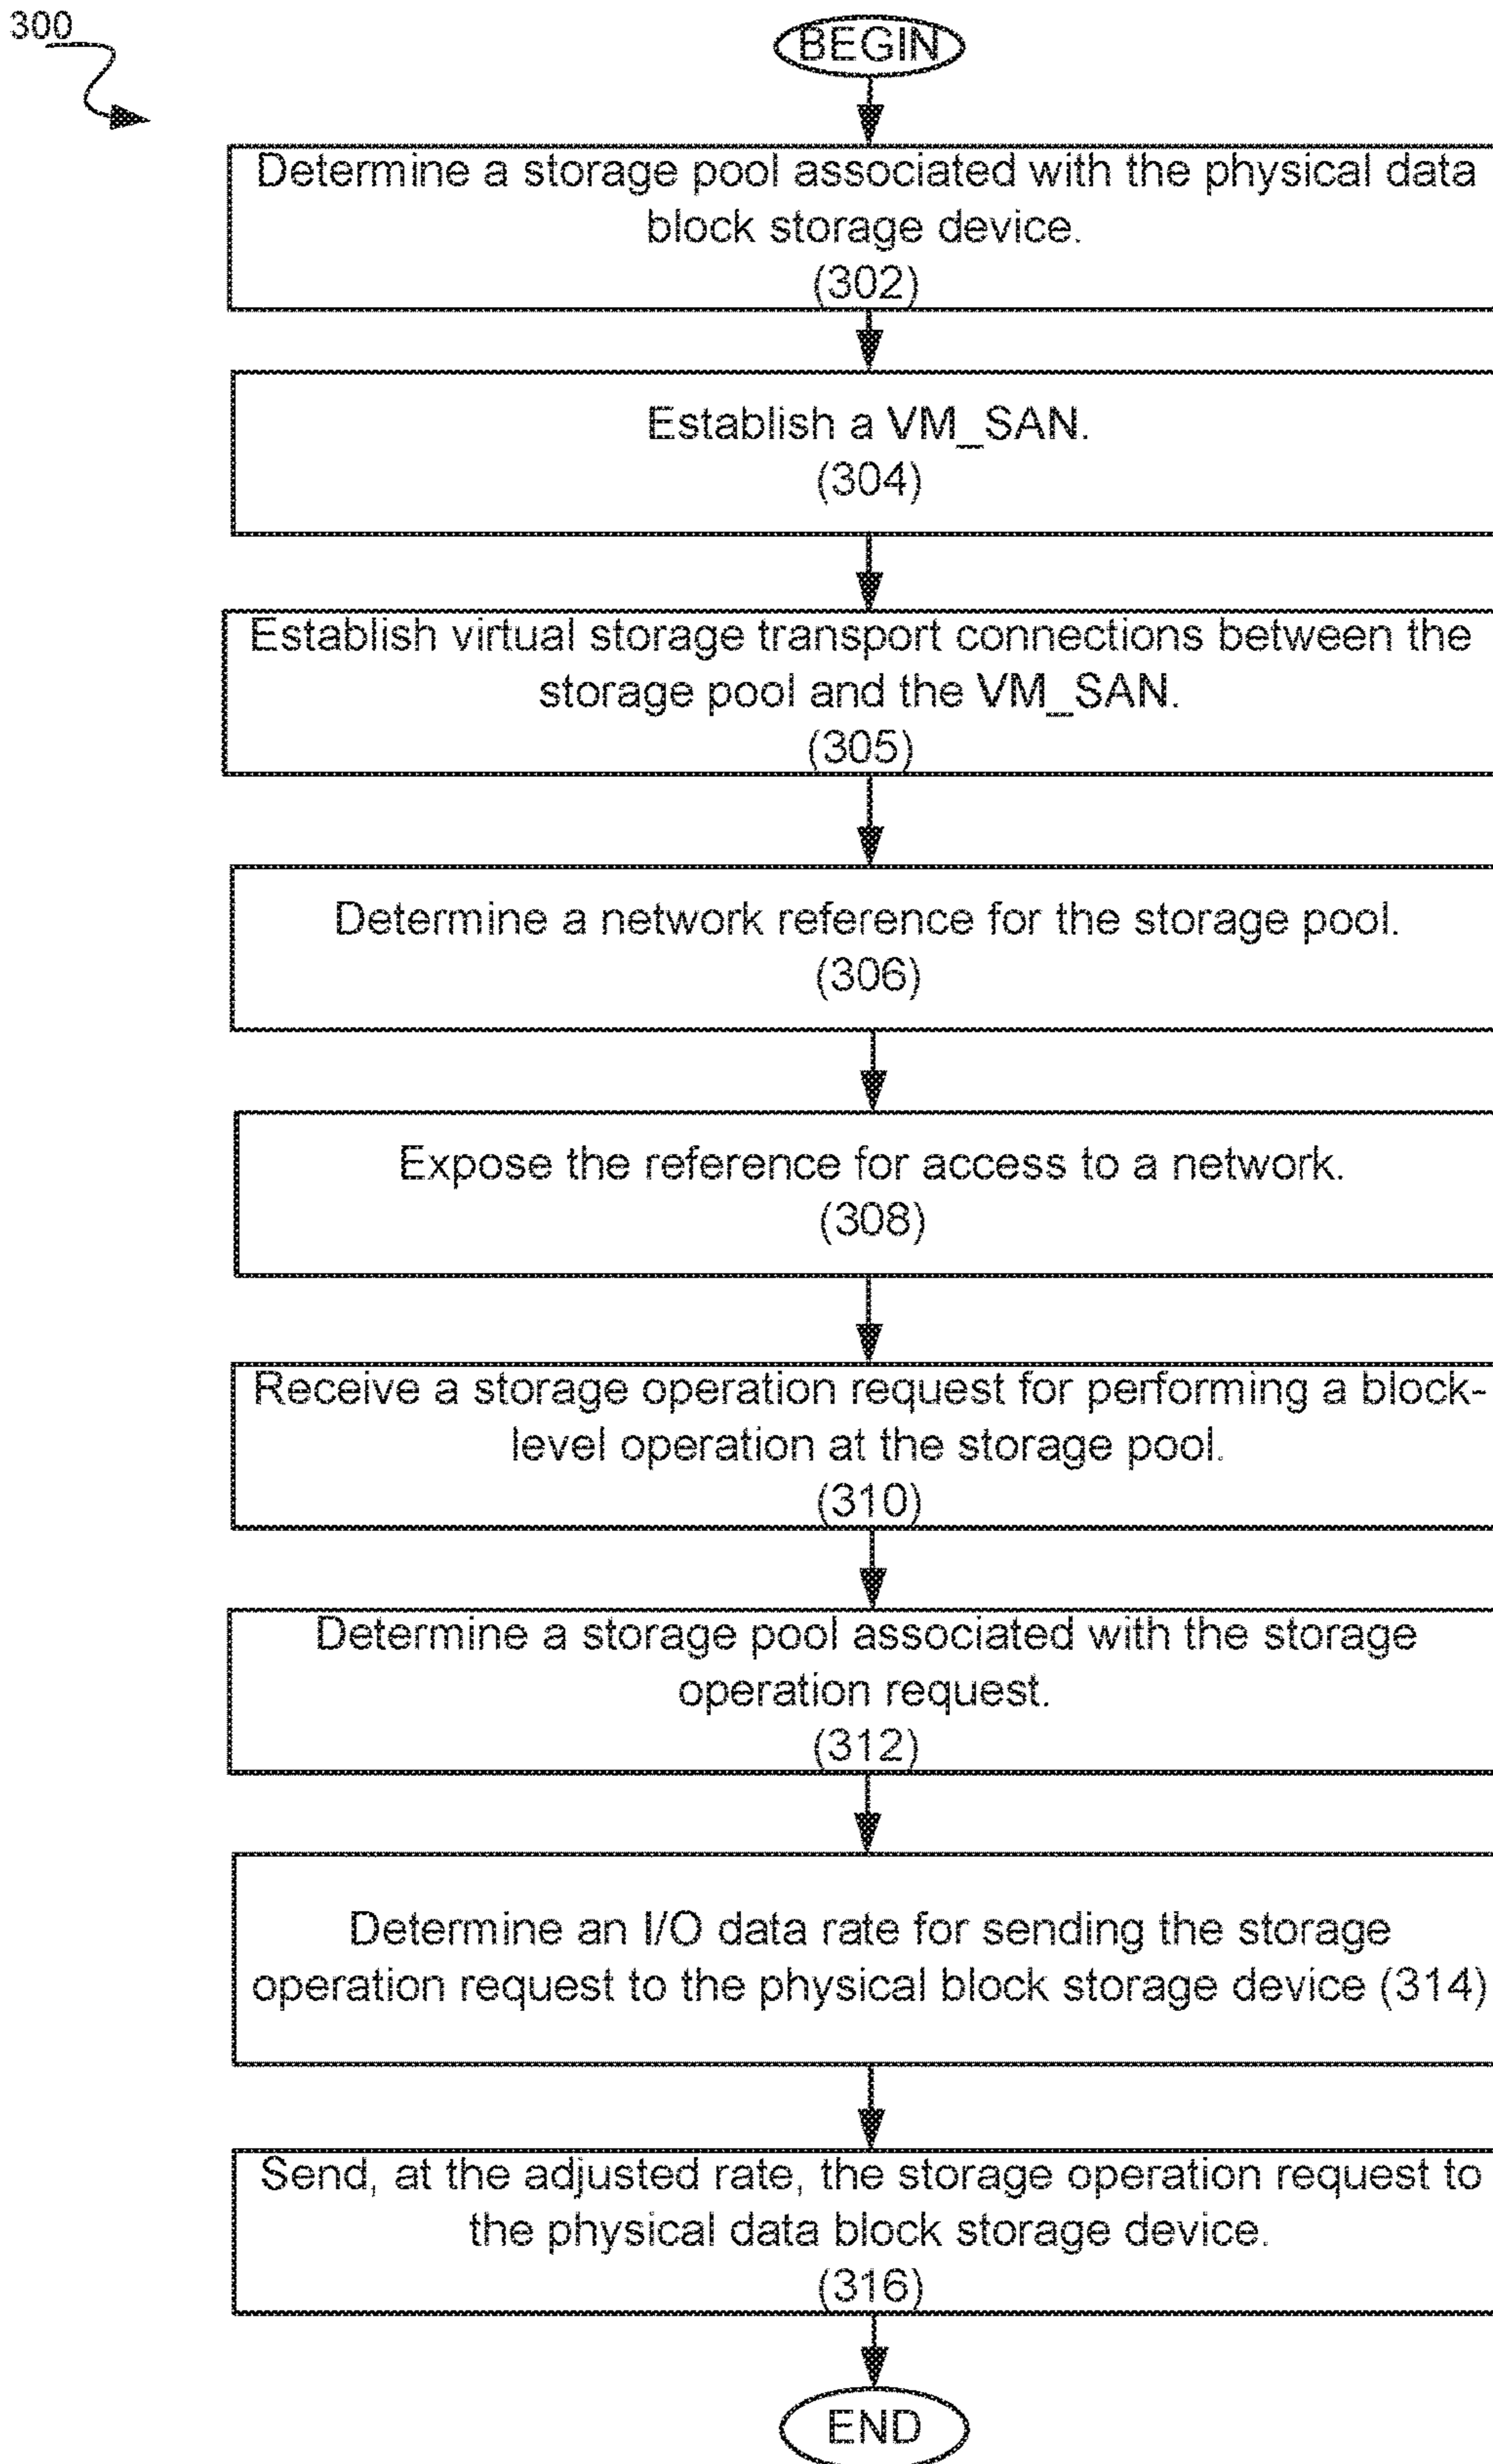 300
BEGIN
Determine a storage pool associated with the physical data
block storage device.
(302)
Establish a VM_SAN.
(304)
Establish virtual storage transport connections between the
storage pool and the VM_SAN.
(305)
Determine a network reference for the storage pool.
(306)
Expose the reference for access to a network.
(308)
Receive a storage operation request for performing a block-
level operation at the storage pool.
(310)
Determine a storage pool associated with the storage
operation request.
(312)
Determine an I/O data rate for sending the storage
operation request to the physical block storage device (314)
Send, at the adjusted rate, the storage operation request to
the physical data block storage device.
(316)
END